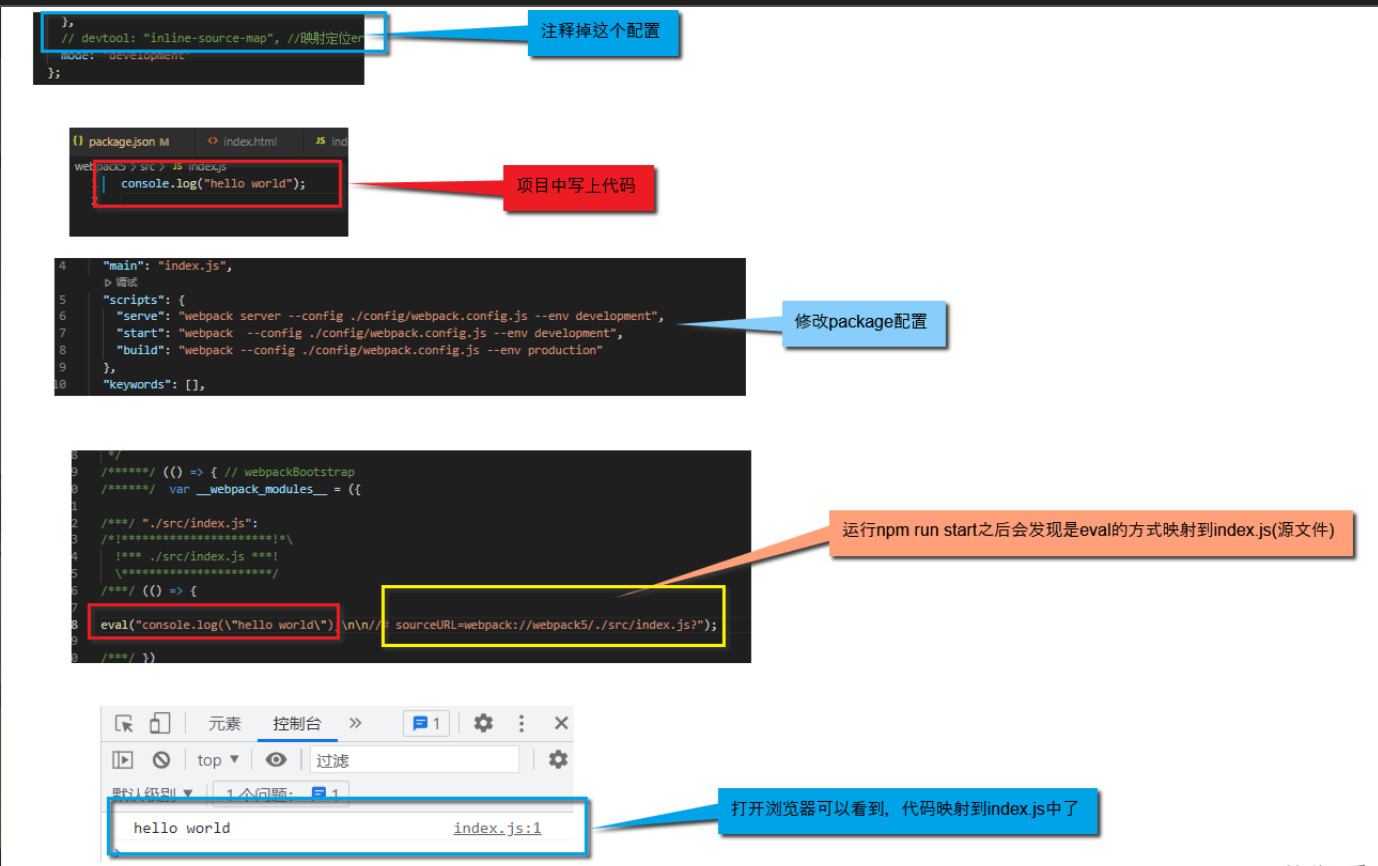 },
// devtool: "inline-source-map", //映射定位er
注释掉这个配置
mode: "development"
};
{} package.json M <> index.html JS ind
webpack5 > src > JS index.js
1 console.log("hello world");
2
项目中写上代码
4 "main": "index.js",
▷ 调试
5 "scripts": {
6 "serve": "webpack server --config ./config/webpack.config.js --env development",
7 "start": "webpack  --config ./config/webpack.config.js --env development",
8 "build": "webpack --config ./config/webpack.config.js --env production"
9 },
10 "keywords": [],
修改package配置
8 */
9 /******/ (() => { // webpackBootstrap
0 /******/ var __webpack_modules__ = ({
1
2 /***/ "./src/index.js":
3 /*!**********************!*\
4 !*** ./src/index.js ***!
5 \**********************/
6 /***/ (() => {
7
8 eval("console.log(\"hello world\");\n\n//# sourceURL=webpack://webpack5/./src/index.js?");
9
0 /***/ })
运行npm run start之后会发现是eval的方式映射到index.js(源文件)
元素 控制台 » 1
top ▼ 过滤
默认级别 ▼ 1 个问题: 1
hello world index.js:1
>
打开浏览器可以看到, 代码映射到index.js中了